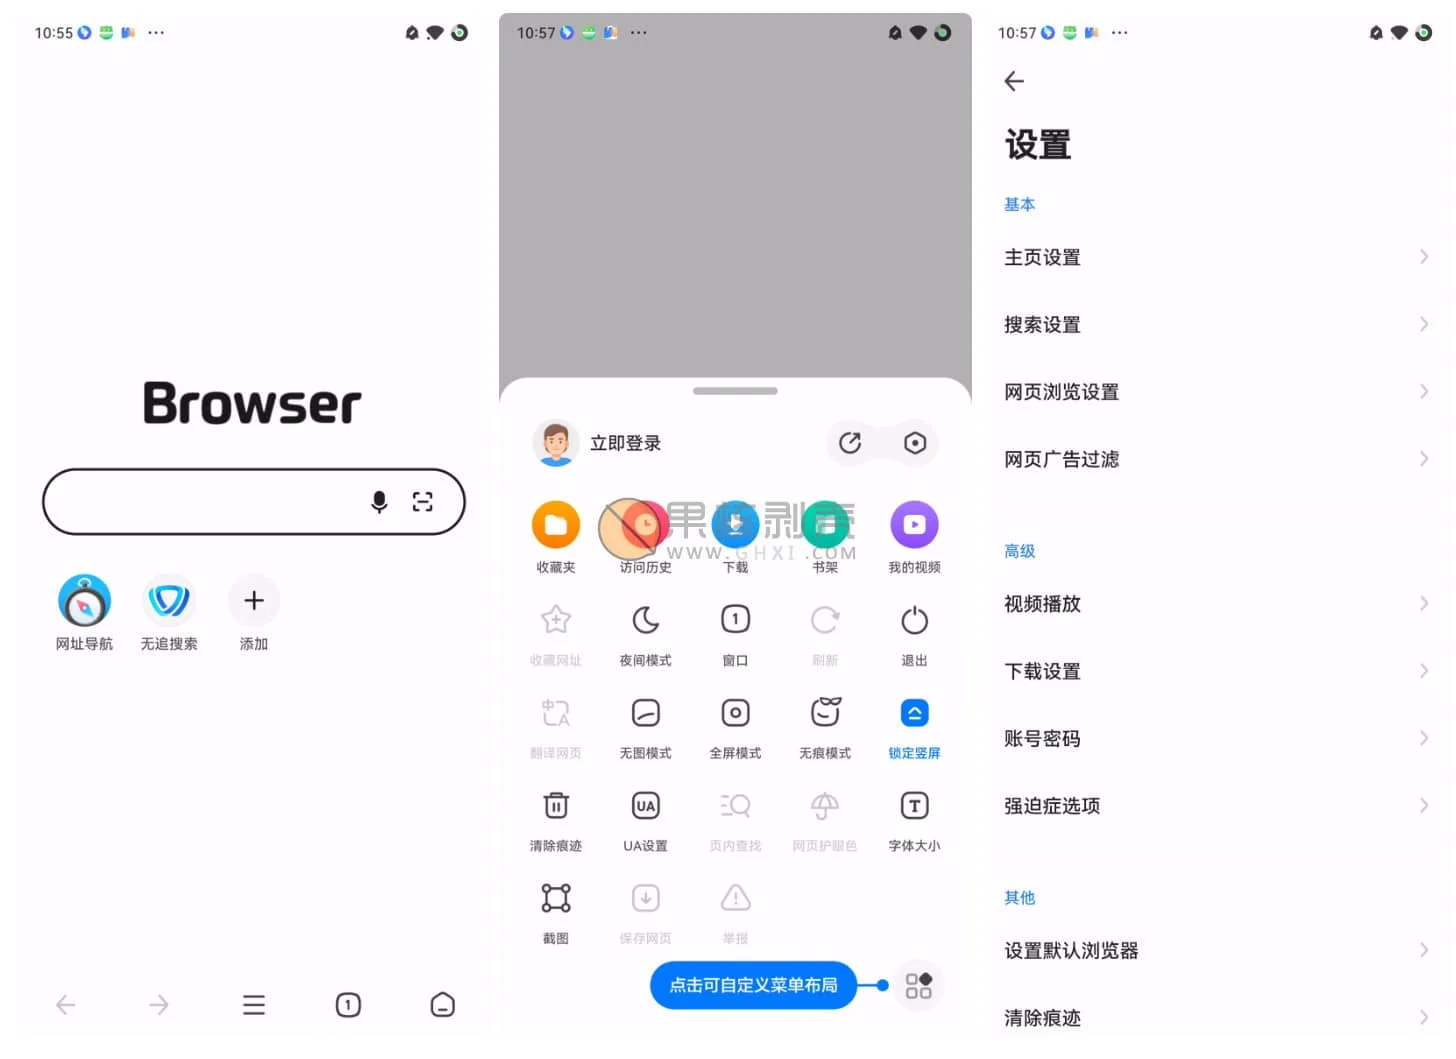 10:55
Browser
网址导航 无追搜索 添加
1
10:57
立即登录
果核剥壳
WWW.GHXI.COM
收藏夹 访问历史 下载 书架 我的视频
1
收藏网址 夜间模式 窗口 刷新 退出
翻译网页 无图模式 全屏模式 无痕模式 锁定竖屏
UA T
清除痕迹 UA设置 页内查找 网页护眼色 字体大小
截图 保存网页 举报
点击可自定义菜单布局
10:57
设置
基本
主页设置
搜索设置
网页浏览设置
网页广告过滤
高级
视频播放
下载设置
账号密码
强迫症选项
其他
设置默认浏览器
清除痕迹